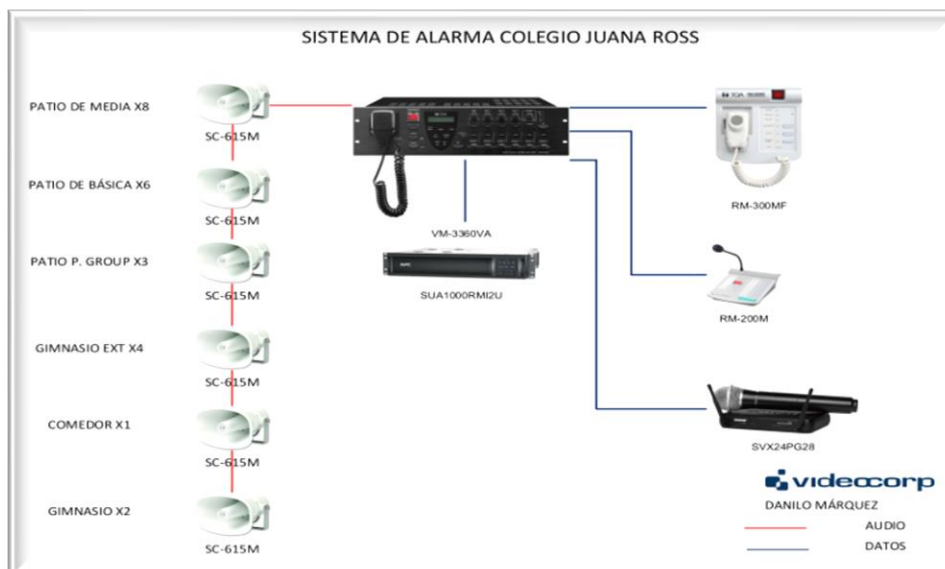 SISTEMA DE ALARMA COLEGIO JUANA ROSS
PATIO DE MEDIA X8
SC-615M
PATIO DE BÁSICA X6
SC-615M
PATIO P. GROUP X3
SC-615M
GIMNASIO EXT X4
SC-615M
COMEDOR X1
SC-615M
GIMNASIO X2
SC-615M
VM-3360VA
APC
SUA1000RMI2U
TOA
RM-300MF
RM-200M
SVX24PG28
videocorp
DANILO MÁRQUEZ
AUDIO
DATOS